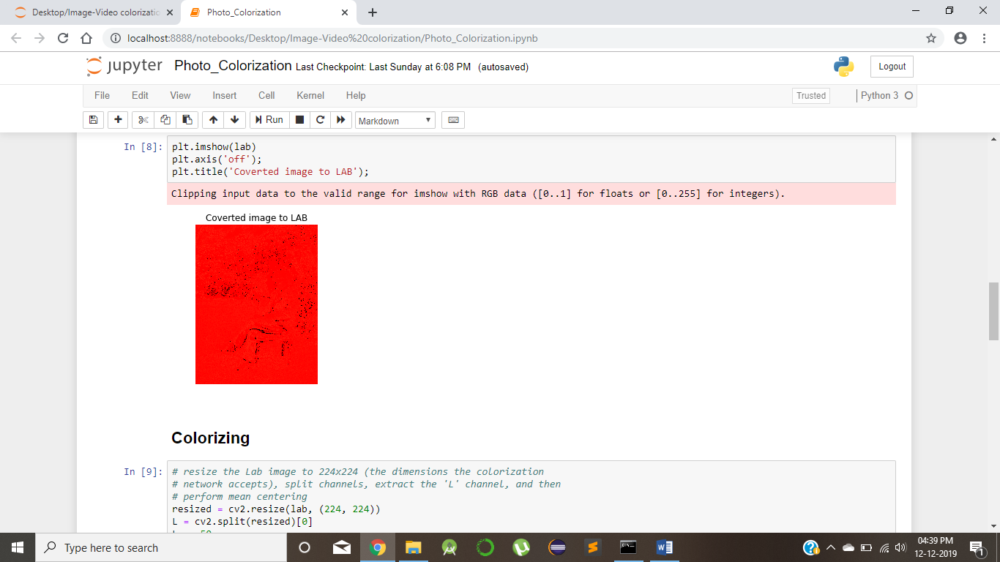 Desktop/Image-Video colorizatio
Photo_Colorization
localhost:8888/notebooks/Desktop/Image-Video%20colorization/Photo_Colorization.ipynb
jupyter Photo_Colorization Last Checkpoint: Last Sunday at 6:08 PM (autosaved)
Logout
File Edit View Insert Cell Kernel Help
Trusted
Python 3
Run
Markdown
In [8]: plt.imshow(lab)
plt.axis('off');
plt.title('Coverted image to LAB');
Clipping input data to the valid range for imshow with RGB data ([0..1] for floats or [0..255] for integers).
Coverted image to LAB
Colorizing
In [9]: # resize the Lab image to 224x224 (the dimensions the colorization
# network accepts), split channels, extract the 'L' channel, and then
# perform mean centering
resized = cv2.resize(lab, (224, 224))
L = cv2.split(resized)[0]
Type here to search
04:39 PM
12-12-2019
1